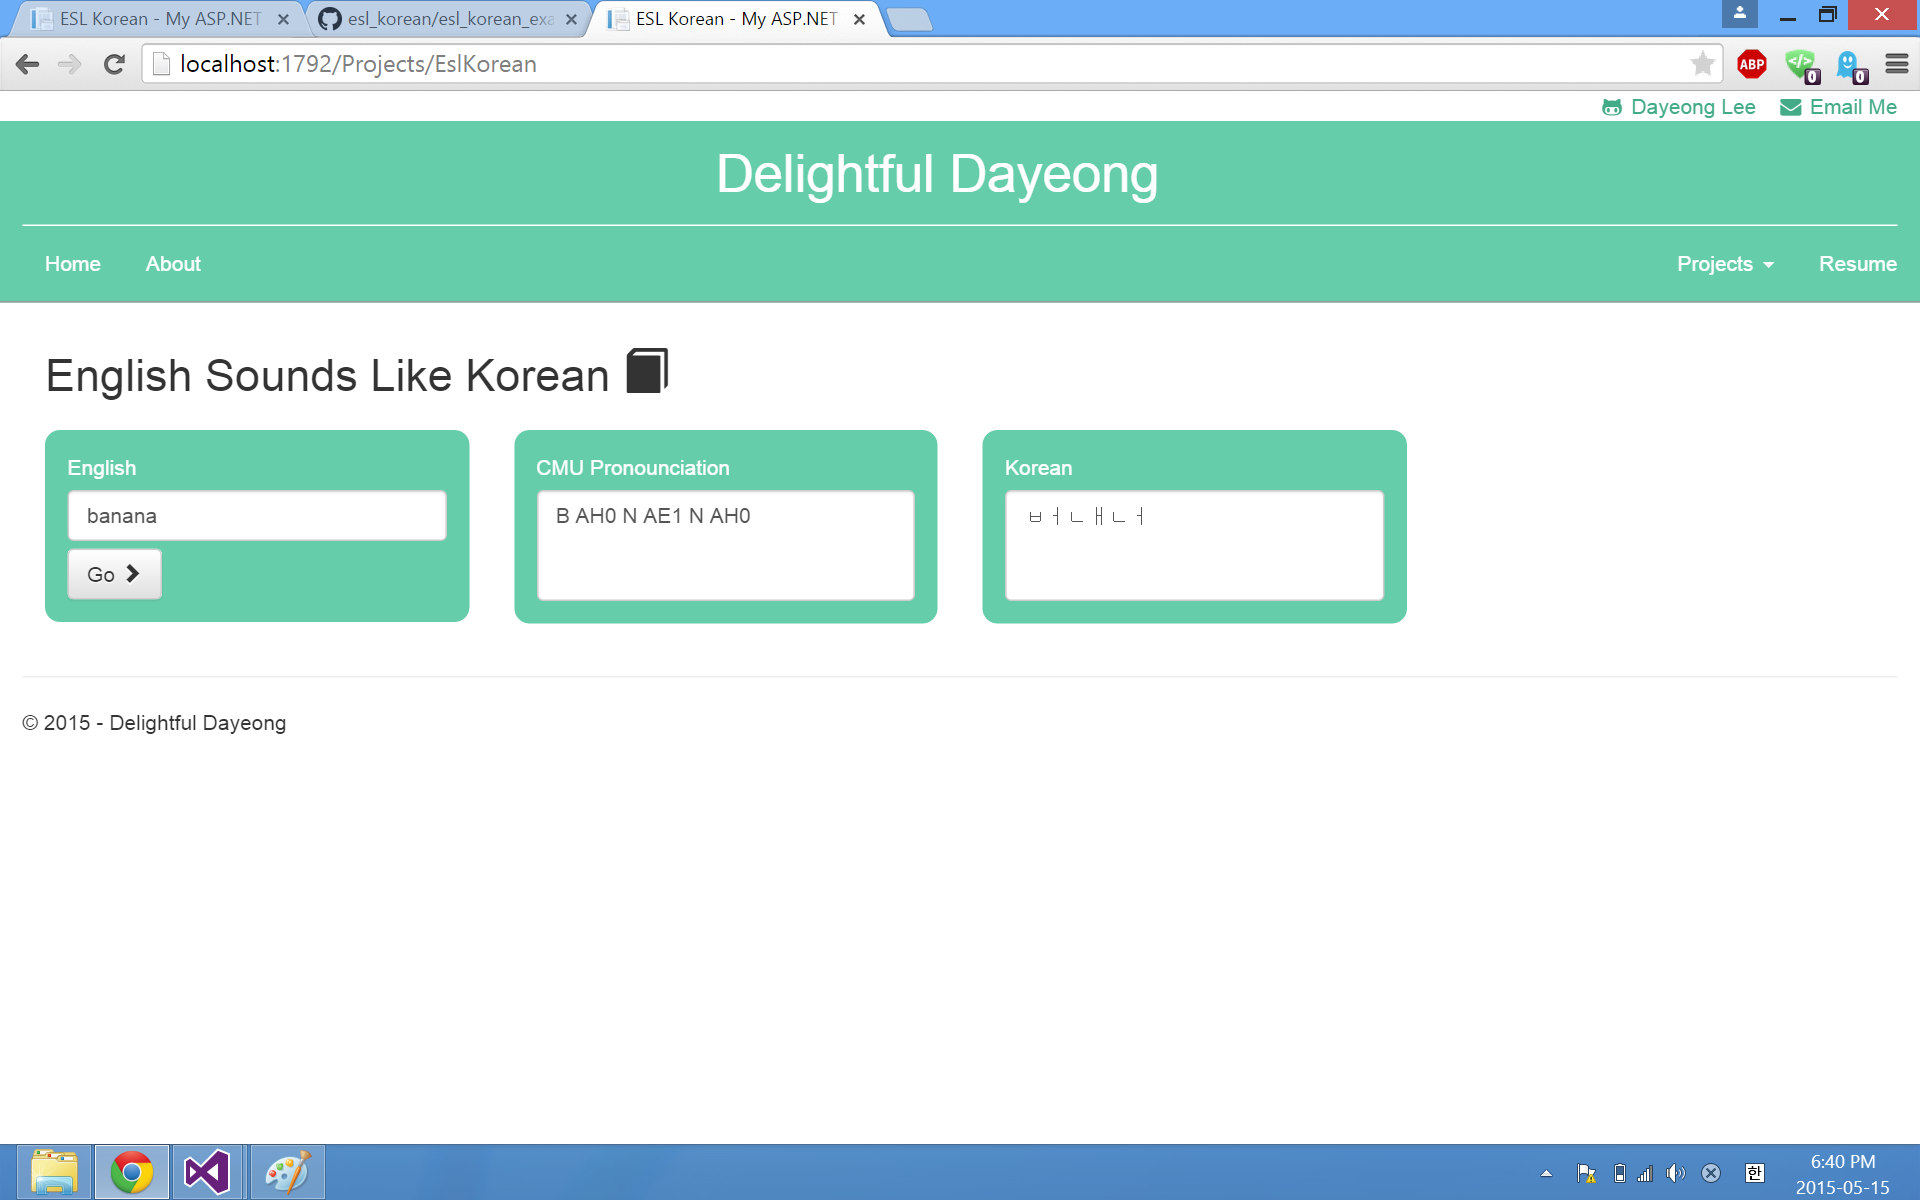 ESL Korean - My ASP.NET
esl_korean/esl_korean_exa
ESL Korean - My ASP.NET
localhost:1792/Projects/EslKorean
ABP
0
0
Dayeong Lee Email Me
Delightful Dayeong
Home About Projects Resume
English Sounds Like Korean
English
banana
Go
CMU Pronounciation
B AH0 N AE1 N AH0
Korean
ㅂㅓㄴㅐㄴㅓ
© 2015 - Delightful Dayeong
한
6:40 PM
2015-05-15